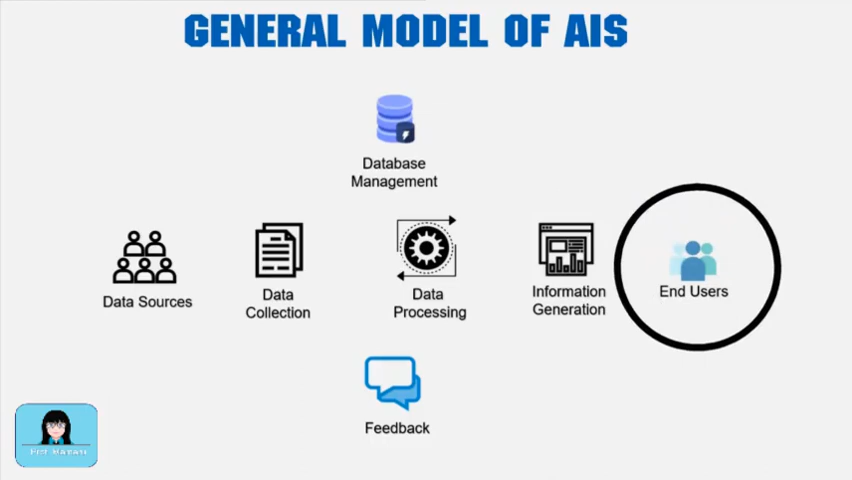 GENERAL MODEL OF AIS
Database
Management
Data Sources
Data
Collection
Data
Processing
Information
Generation
End Users
Feedback